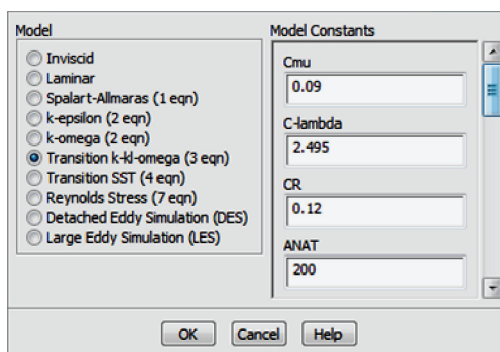 Model
Inviscid
Laminar
Spalart-Allmaras (1 eqn)
k-epsilon (2 eqn)
k-omega (2 eqn)
Transition k-kl-omega (3 eqn)
Transition SST (4 eqn)
Reynolds Stress (7 eqn)
Detached Eddy Simulation (DES)
Large Eddy Simulation (LES)
Model Constants
Cmu
0.09
C-lambda
2.495
CR
0.12
ANAT
200
OK Cancel Help